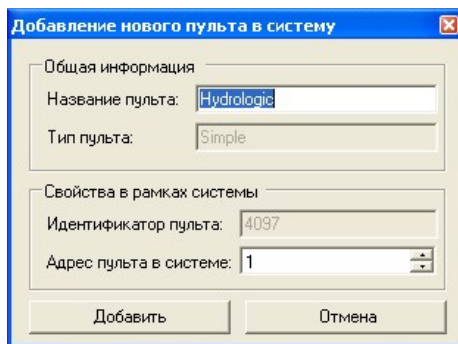 Добавление нового пульта в систему
Общая информация
Название пульта: Hydrologic
Тип пульта: Simple
Свойства в рамках системы
Идентификатор пульта: 4097
Адрес пульта в системе: 1
Добавить Отмена